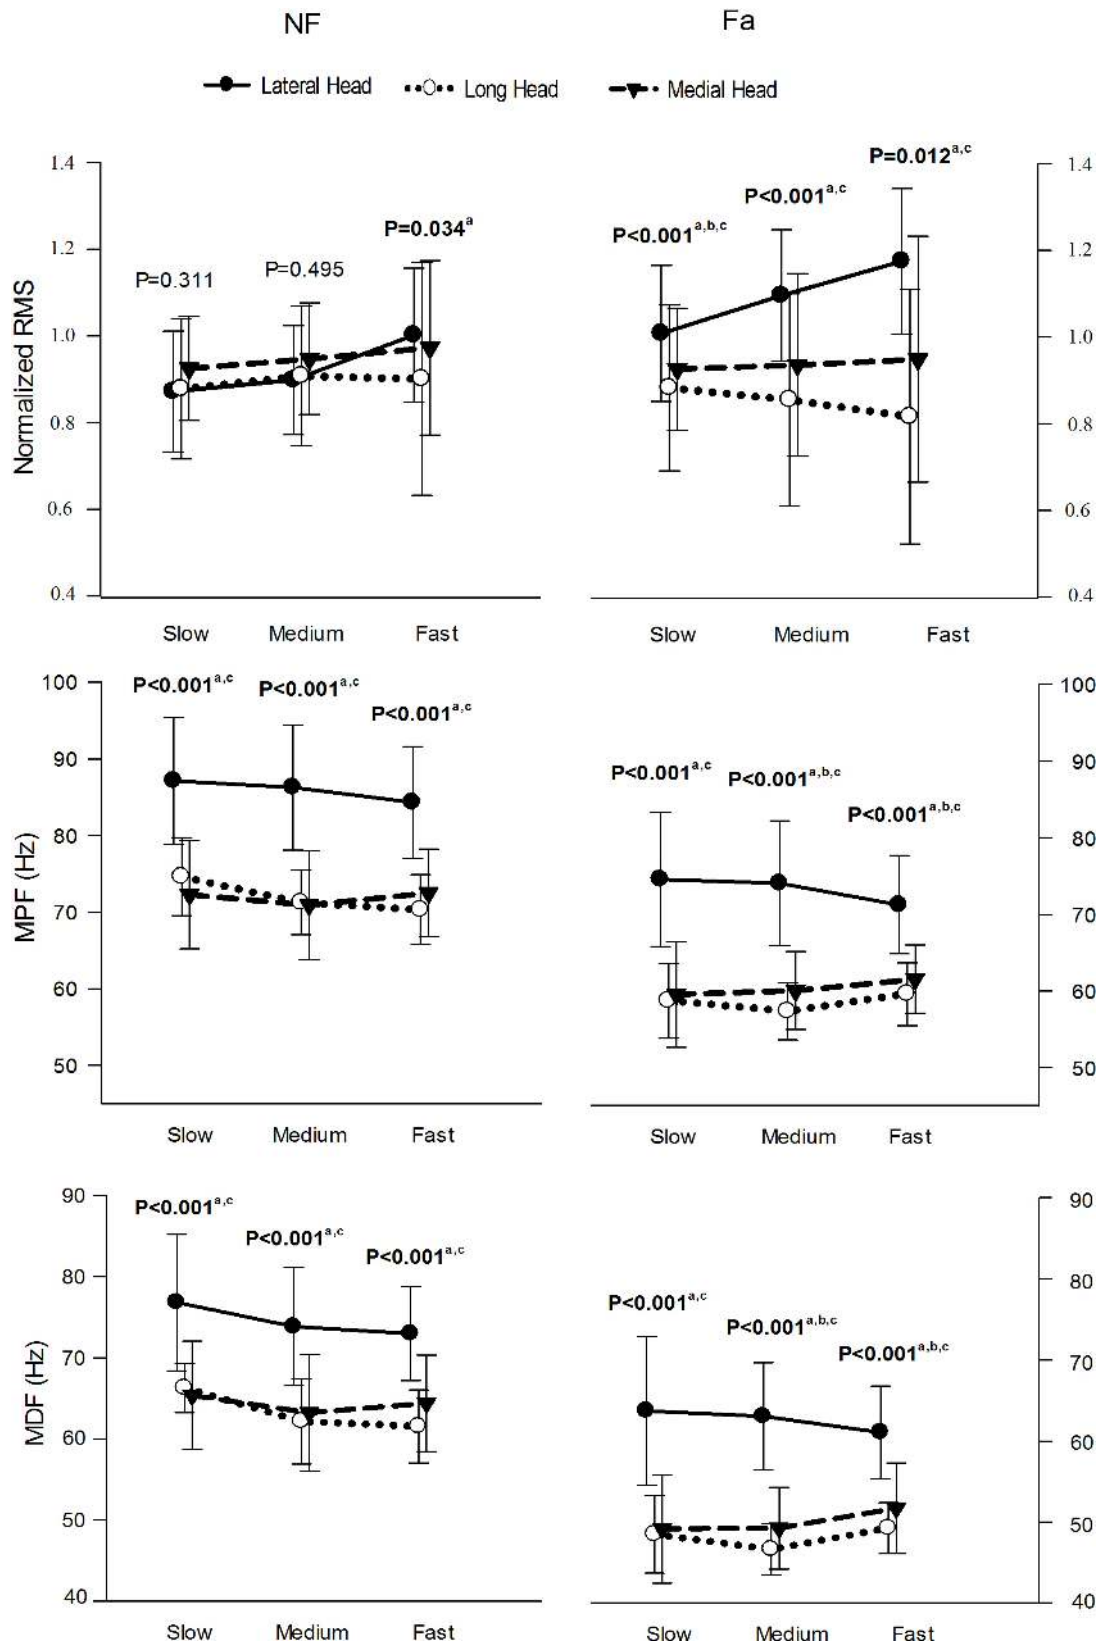 NF Fa
Lateral Head Long Head Medial Head
Normalized RMS
1.4
1.2
1.0
0.8
0.6
0.4
P=0.311
P=0.495
P=0.034a
Slow Medium Fast
P<0.001a,b,c
P<0.001a,c
P=0.012a,c
1.4
1.2
1.0
0.8
0.6
0.4
Slow Medium Fast
MPF (Hz)
100
90
80
70
60
50
P<0.001a,c
P<0.001a,c
P<0.001a,c
Slow Medium Fast
P<0.001a,c
P<0.001a,b,c
P<0.001a,b,c
100
90
80
70
60
50
Slow Medium Fast
MDF (Hz)
90
80
70
60
50
40
P<0.001a,c
P<0.001a,c
P<0.001a,c
Slow Medium Fast
P<0.001a,c
P<0.001a,b,c
P<0.001a,b,c
90
80
70
60
50
40
Slow Medium Fast